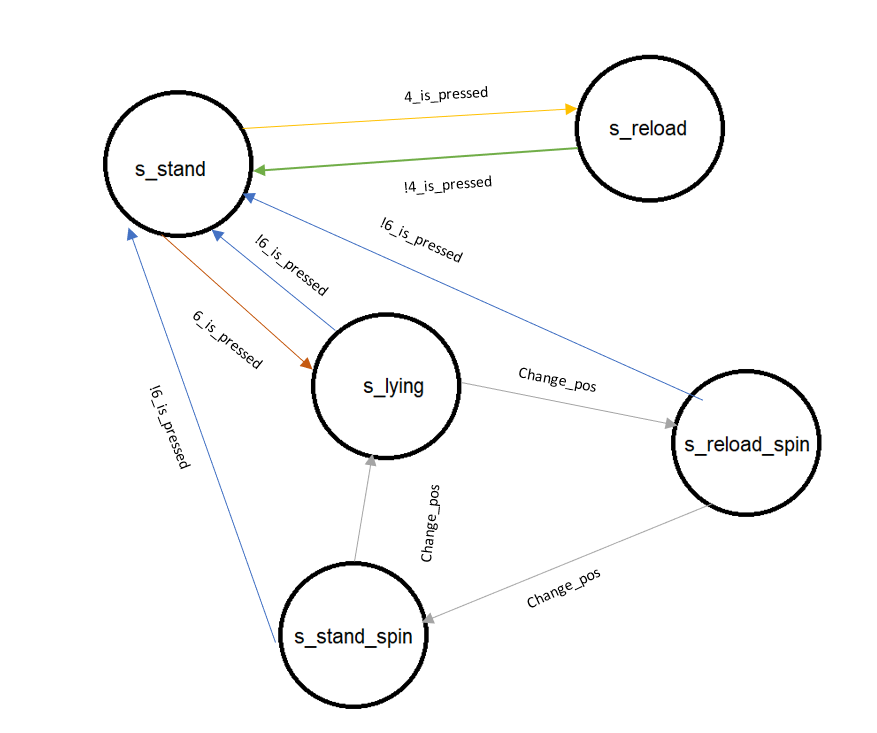 4_is_pressed
s_reload
s_stand
!4_is_pressed
!6_is_pressed
!6_is_pressed
6_is_pressed
s_lying
Change_pos
!6_is_pressed
s_reload_spin
Change_pos
Change_pos
s_stand_spin